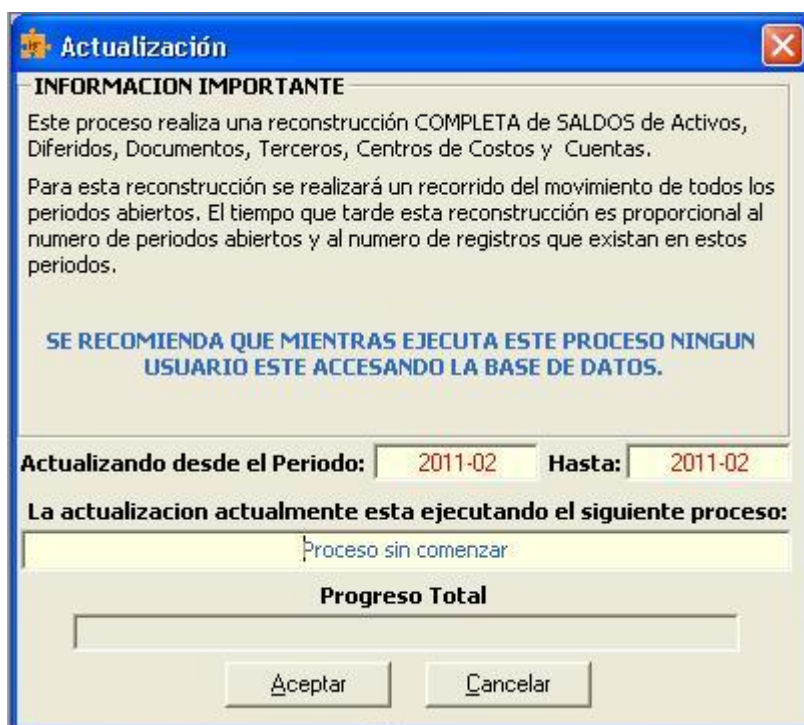 Actualización
INFORMACION IMPORTANTE
Este proceso realiza una reconstrucción COMPLETA de SALDOS de Activos,
Diferidos, Documentos, Terceros, Centros de Costos y  Cuentas.
Para esta reconstrucción se realizará un recorrido del movimiento de todos los
periodos abiertos. El tiempo que tarde esta reconstrucción es proporcional al
numero de periodos abiertos y al numero de registros que existan en estos
periodos.
SE RECOMIENDA QUE MIENTRAS EJECUTA ESTE PROCESO NINGUN
USUARIO ESTE ACCESANDO LA BASE DE DATOS.
Actualizando desde el Periodo: 2011-02 Hasta: 2011-02
La actualizacion actualmente esta ejecutando el siguiente proceso:
Proceso sin comenzar
Progreso Total
Aceptar Cancelar